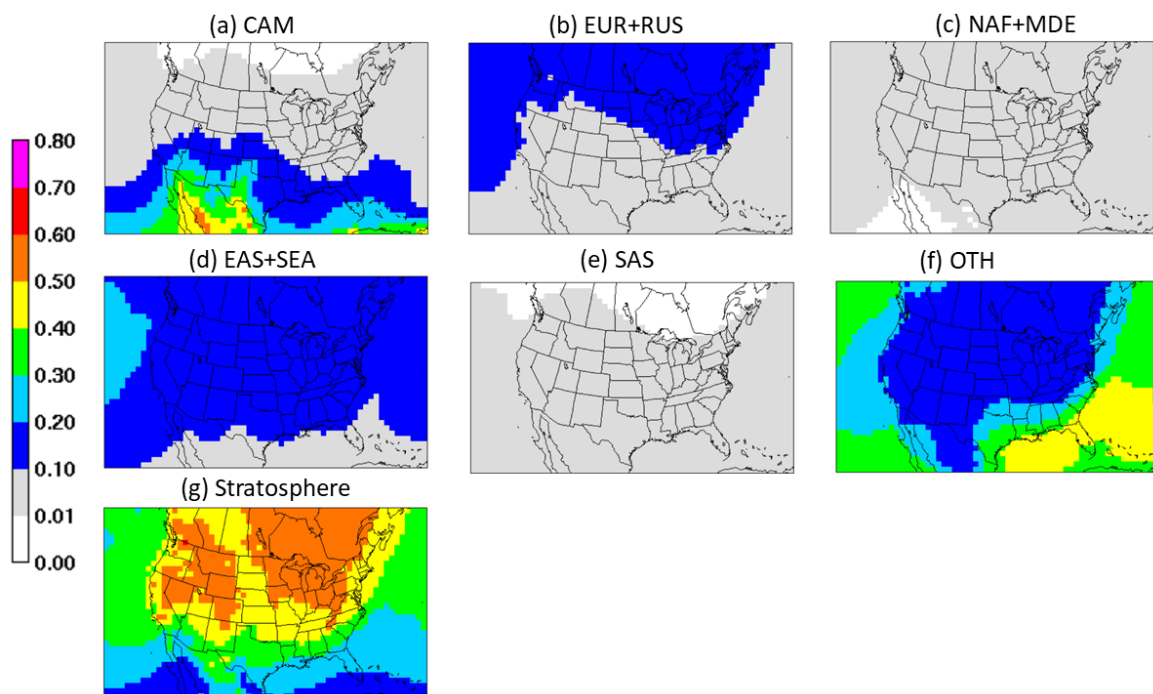 (a) CAM
(b) EUR+RUS
(c) NAF+MDE
0.80
0.70
0.60
0.50
0.40
0.30
0.20
0.10
0.01
0.00
(d) EAS+SEA
(e) SAS
(f) OTH
(g) Stratosphere